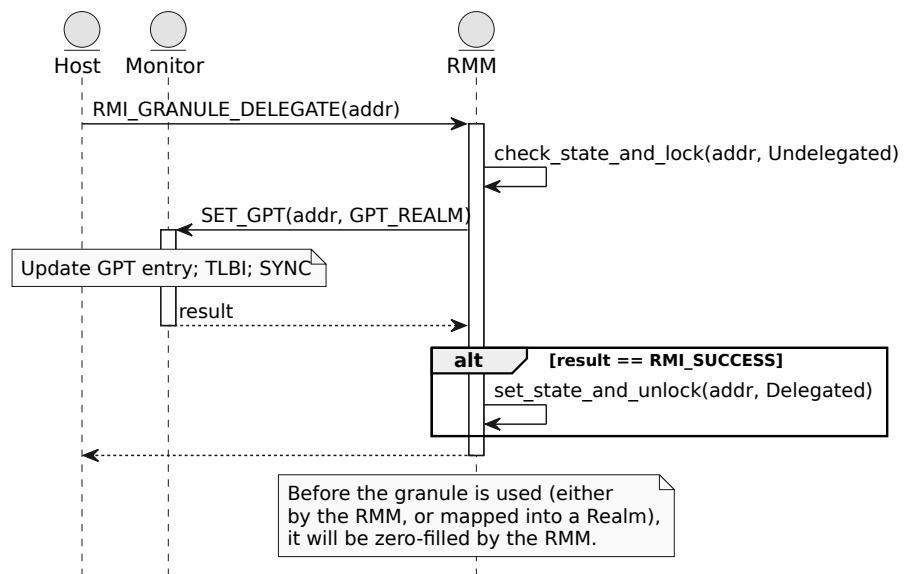 Host
Monitor
RMM
RMI_GRANULE_DELEGATE(addr)
check_state_and_lock(addr, Undelegated)
SET_GPT(addr, GPT_REALM)
Update GPT entry; TLBI; SYNC
result
alt
[result == RMI_SUCCESS]
set_state_and_unlock(addr, Delegated)
Before the granule is used (either
by the RMM, or mapped into a Realm),
it will be zero-filled by the RMM.